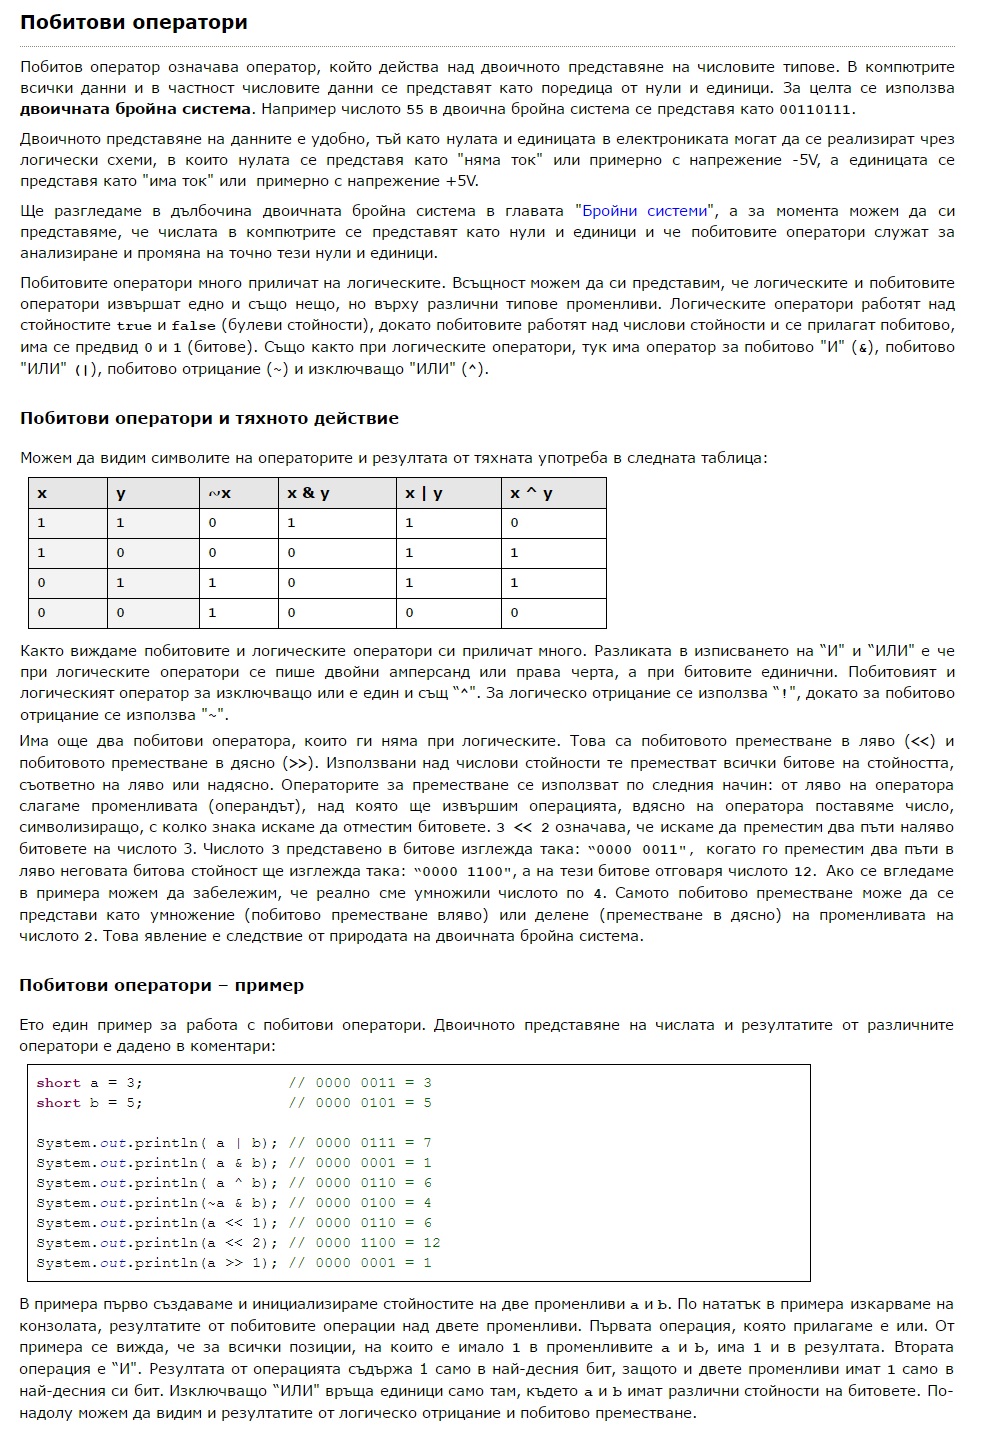 Побитови оператори
Побитов оператор означава оператор, който действа над двоичното представяне на числовите типове. В компютрите
всички данни и в частност числовите данни се представят като поредица от нули и единици. За целта се използва
двоичната бройна система. Например числото 55 в двоична бройна система се представя като 00110111.
Двоичното представяне на данните е удобно, тъй като нулата и единицата в електрониката могат да се реализират чрез
логически схеми, в които нулата се представя като "няма ток" или примерно с напрежение -5V, а единицата се
представя като "има ток" или  примерно с напрежение +5V.
Ще разгледаме в дълбочина двоичната бройна система в главата "Бройни системи", а за момента можем да си
представяме, че числата в компютрите се представят като нули и единици и че побитовите оператори служат за
анализиране и промяна на точно тези нули и единици.
Побитовите оператори много приличат на логическите. Всъщност можем да си представим, че логическите и побитовите
оператори извършат едно и също нещо, но върху различни типове променливи. Логическите оператори работят над
стойностите true и false (булеви стойности), докато побитовите работят над числови стойности и се прилагат побитово,
има се предвид 0 и 1 (битове). Също както при логическите оператори, тук има оператор за побитово "И" (&), побитово
"ИЛИ" (|), побитово отрицание (~) и изключващо "ИЛИ" (^).
Побитови оператори и тяхното действие
Можем да видим символите на операторите и резултата от тяхната употреба в следната таблица:
x y ~x x & y x | y x ^ y
1 1 0 1 1 0
1 0 0 0 1 1
0 1 1 0 1 1
0 0 1 0 0 0
Както виждаме побитовите и логическите оператори си приличат много. Разликата в изписването на “И" и “ИЛИ" е че
при логическите оператори се пише двойни амперсанд или права черта, а при битовите единични. Побитовият и
логическият оператор за изключващо или е един и същ “^". За логическо отрицание се използва “!", докато за побитово
отрицание се използва "~".
Има още два побитови оператора, които ги няма при логическите. Това са побитовото преместване в ляво (<<) и
побитовото преместване в дясно (>>). Използвани над числови стойности те преместват всички битове на стойността,
съответно на ляво или надясно. Операторите за преместване се използват по следния начин: от ляво на оператора
слагаме променливата (операндът), над която ще извършим операцията, вдясно на оператора поставяме число,
символизиращо, с колко знака искаме да отместим битовете. 3 << 2 означава, че искаме да преместим два пъти наляво
битовете на числото 3. Числото 3 представено в битове изглежда така: “0000 0011", когато го преместим два пъти в
ляво неговата битова стойност ще изглежда така: “0000 1100", а на тези битове отговаря числото 12. Ако се вгледаме
в примера можем да забележим, че реално сме умножили числото по 4. Самото побитово преместване може да се
представи като умножение (побитово преместване вляво) или делене (преместване в дясно) на променливата на
числото 2. Това явление е следствие от природата на двоичната бройна система.
Побитови оператори – пример
Ето един пример за работа с побитови оператори. Двоичното представяне на числата и резултатите от различните
оператори е дадено в коментари:
short a = 3;                // 0000 0011 = 3
short b = 5;                // 0000 0101 = 5
System.out.println( a | b); // 0000 0111 = 7
System.out.println( a & b); // 0000 0001 = 1
System.out.println( a ^ b); // 0000 0110 = 6
System.out.println(~a & b); // 0000 0100 = 4
System.out.println(a << 1); // 0000 0110 = 6
System.out.println(a << 2); // 0000 1100 = 12
System.out.println(a >> 1); // 0000 0001 = 1
В примера първо създаваме и инициализираме стойностите на две променливи a и b. По нататък в примера изкарваме на
конзолата, резултатите от побитовите операции над двете променливи. Първата операция, която прилагаме е или. От
примера се вижда, че за всички позиции, на които е имало 1 в променливите a и b, има 1 и в резултата. Втората
операция е “И". Резултата от операцията съдържа 1 само в най-десния бит, защото и двете променливи имат 1 само в
най-десния си бит. Изключващо “ИЛИ" връща единици само там, където a и b имат различни стойности на битовете. По-
надолу можем да видим и резултатите от логическо отрицание и побитово преместване.